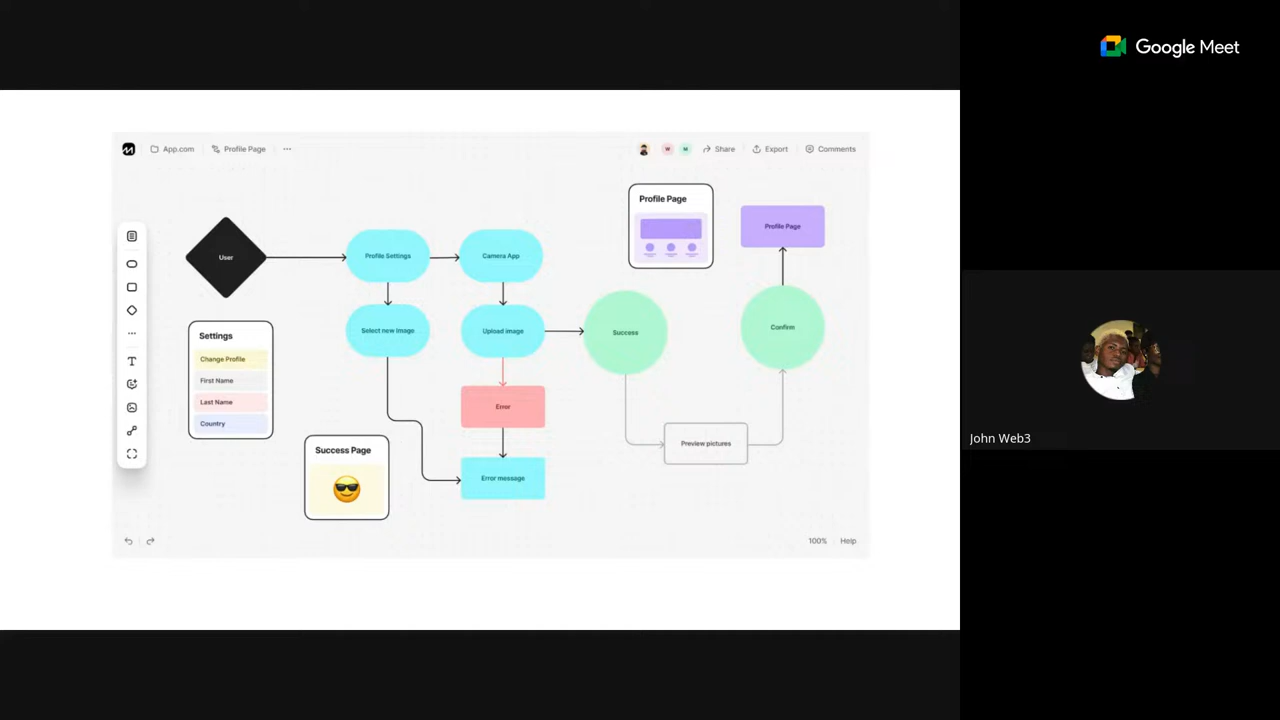 Google Meet
App.com
Profile Page
Share
Export
Comments
Profile Page
Profile Page
User
Profile Settings
Camera App
Select new Image
Upload image
Success
Confirm
Settings
Change Profile
First Name
Last Name
Country
Error
Preview pictures
Success Page
Error message
100%
Help
John Web3
W
M